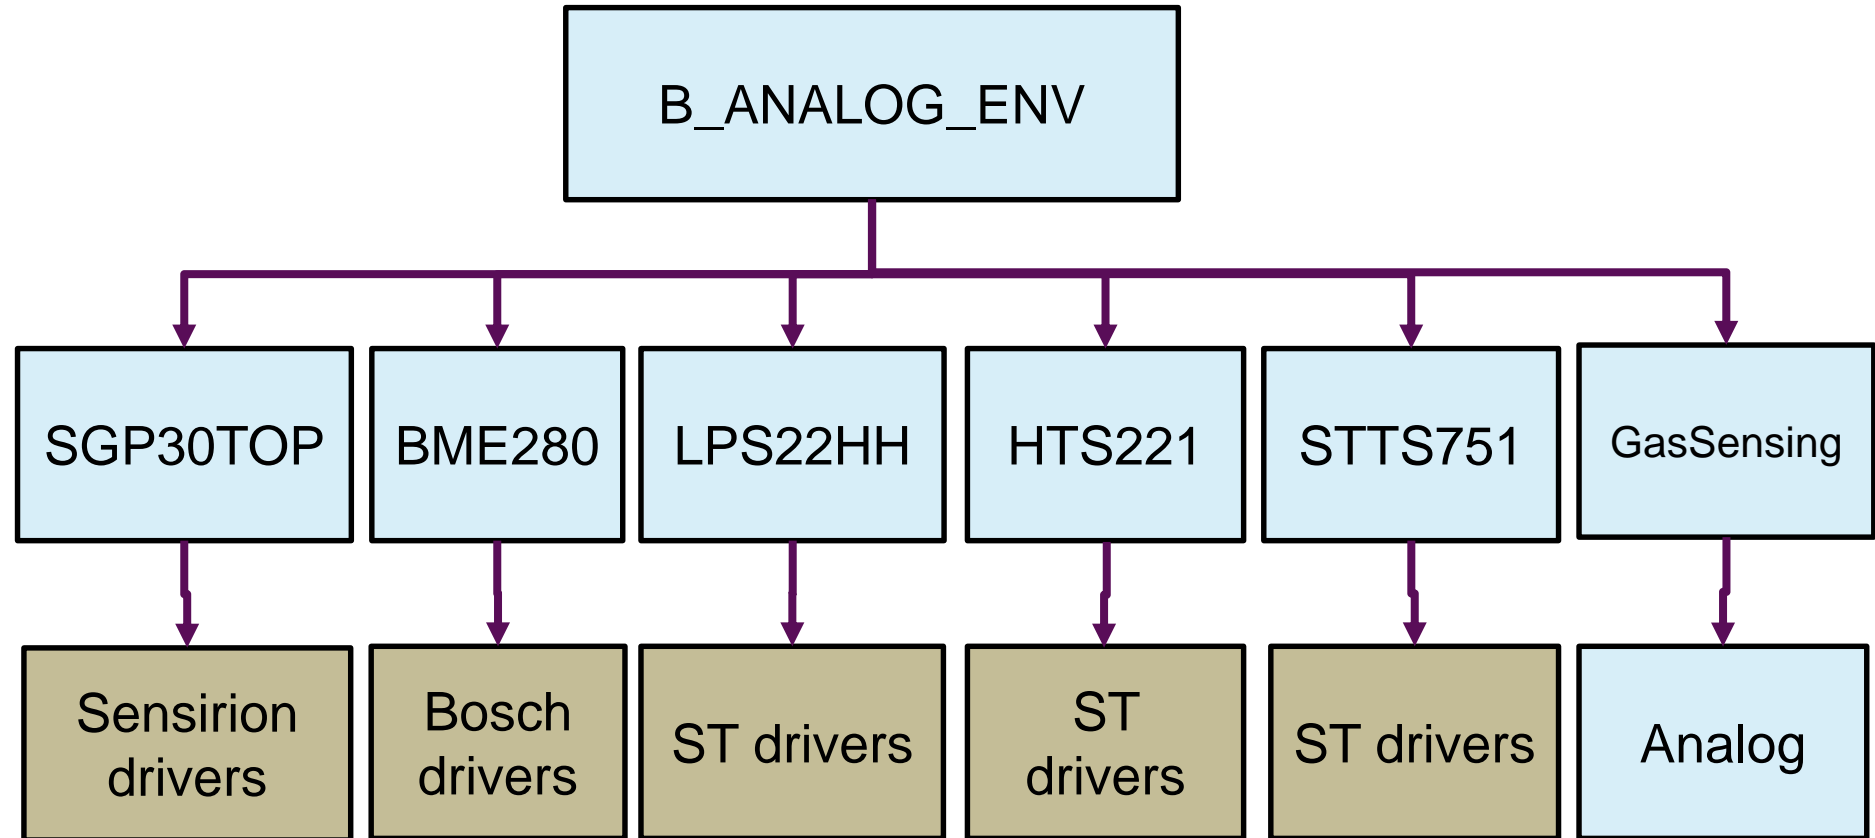 B_ANALOG_ENV
SGP30TOP
BME280
LPS22HH
HTS221
STTS751
GasSensing
Sensirion
drivers
Bosch
drivers
ST drivers
ST
drivers
ST drivers
Analog